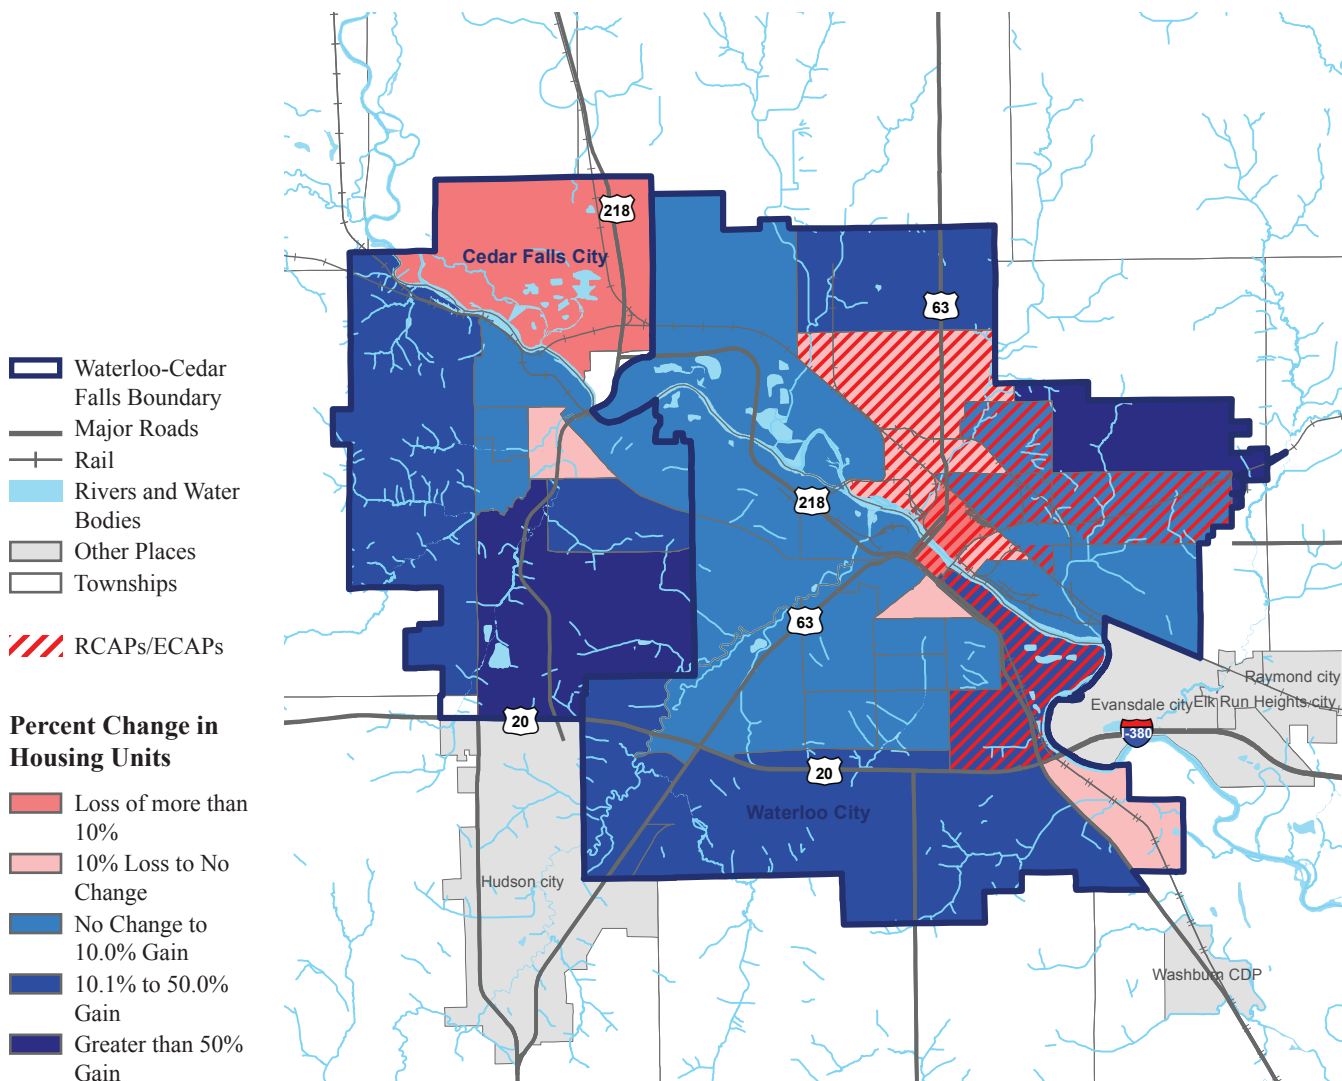 Waterloo-Cedar
Falls Boundary
Major Roads
Rail
Rivers and Water
Bodies
Other Places
Townships
RCAPs/ECAPs
Percent Change in
Housing Units
Loss of more than
10%
10% Loss to No
Change
No Change to
10.0% Gain
10.1% to 50.0%
Gain
Greater than 50%
Gain
218
Cedar Falls City
63
218
63
Raymond city
Evansdale city
Elk Run Heights city
20
I-380
20
Waterloo City
Hudson city
Washburn CDP